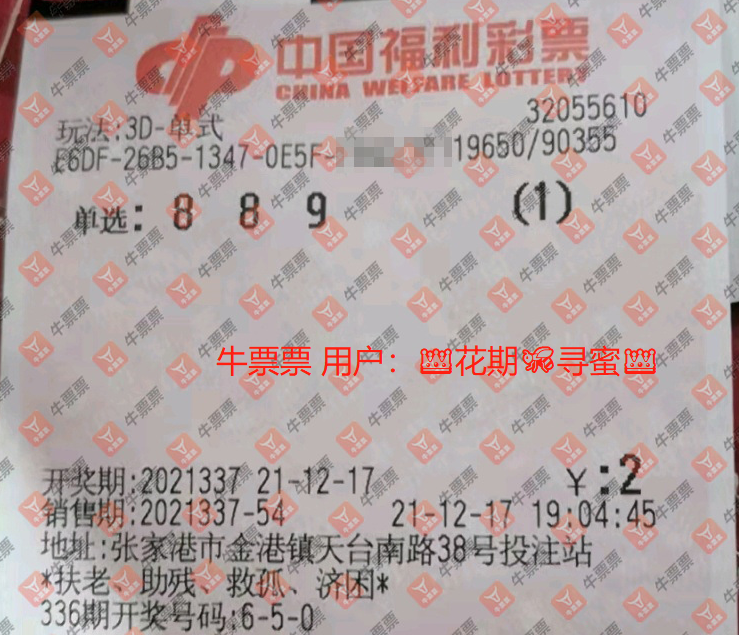 中国福利彩票
CHINA WELFARE LOTTERY
32055610
玩法:3D-单式
E6DF-26B5-1347-0E5F- 19650/90355
单选: 8 8 9 (1)
牛票票 用户: 花期 寻蜜
开奖期:2021337 21-12-17 ¥:2
销售期:2021337-54 21-12-17 19:04:45
地址:张家港市金港镇天台南路38号投注站
*扶老、助残、救孤、济困*
336期开奖号码:6-5-0
牛票票